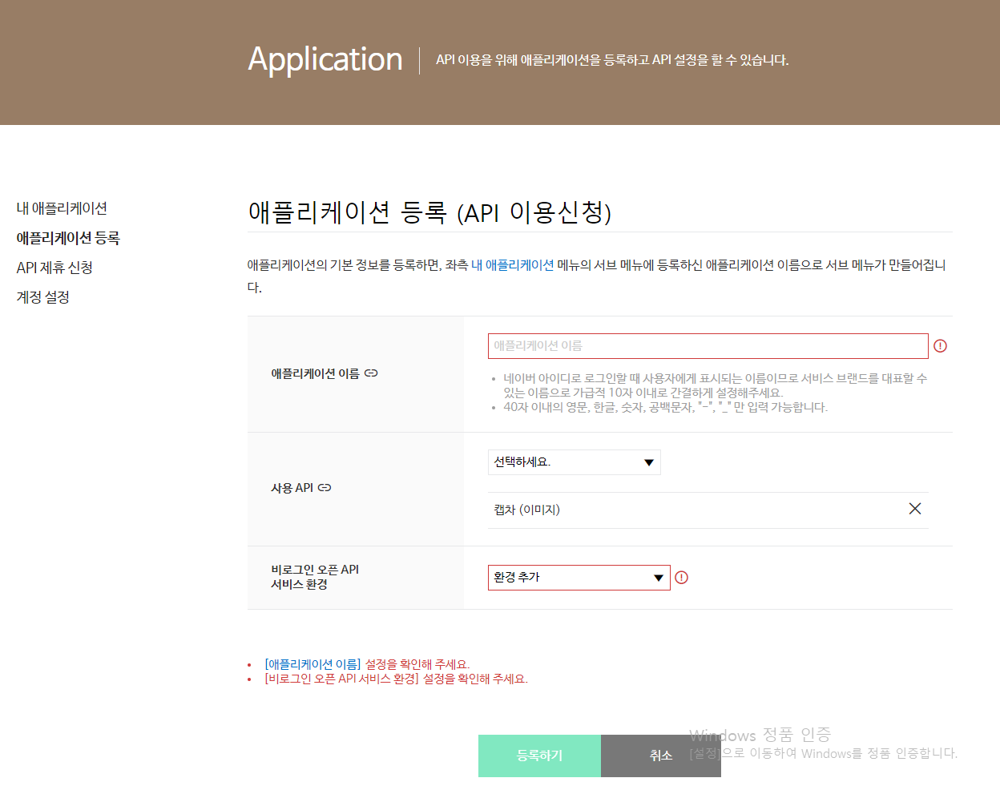 Application
API 이용을 위해 애플리케이션을 등록하고 API 설정을 할 수 있습니다.
내 애플리케이션
애플리케이션 등록
API 제휴 신청
계정 설정
애플리케이션 등록 (API 이용신청)
애플리케이션의 기본 정보를 등록하면, 좌측 내 애플리케이션 메뉴의 서브 메뉴에 등록하신 애플리케이션 이름으로 서브 메뉴가 만들어집니
다.
애플리케이션 이름
애플리케이션 이름
• 네이버 아이디로 로그인할 때 사용자에게 표시되는 이름이므로 서비스 브랜드를 대표할 수
있는 이름으로 가급적 10자 이내로 간결하게 설정해주세요.
• 40자 이내의 영문, 한글, 숫자, 공백문자, "-", "_" 만 입력 가능합니다.
사용 API
선택하세요.
캡차 (이미지)
비로그인 오픈 API
서비스 환경
환경 추가
• [애플리케이션 이름] 설정을 확인해 주세요.
• [비로그인 오픈 API 서비스 환경] 설정을 확인해 주세요.
등록하기
취소
Windows 정품 인증
[설정]으로 이동하여 Windows를 정품 인증합니다.